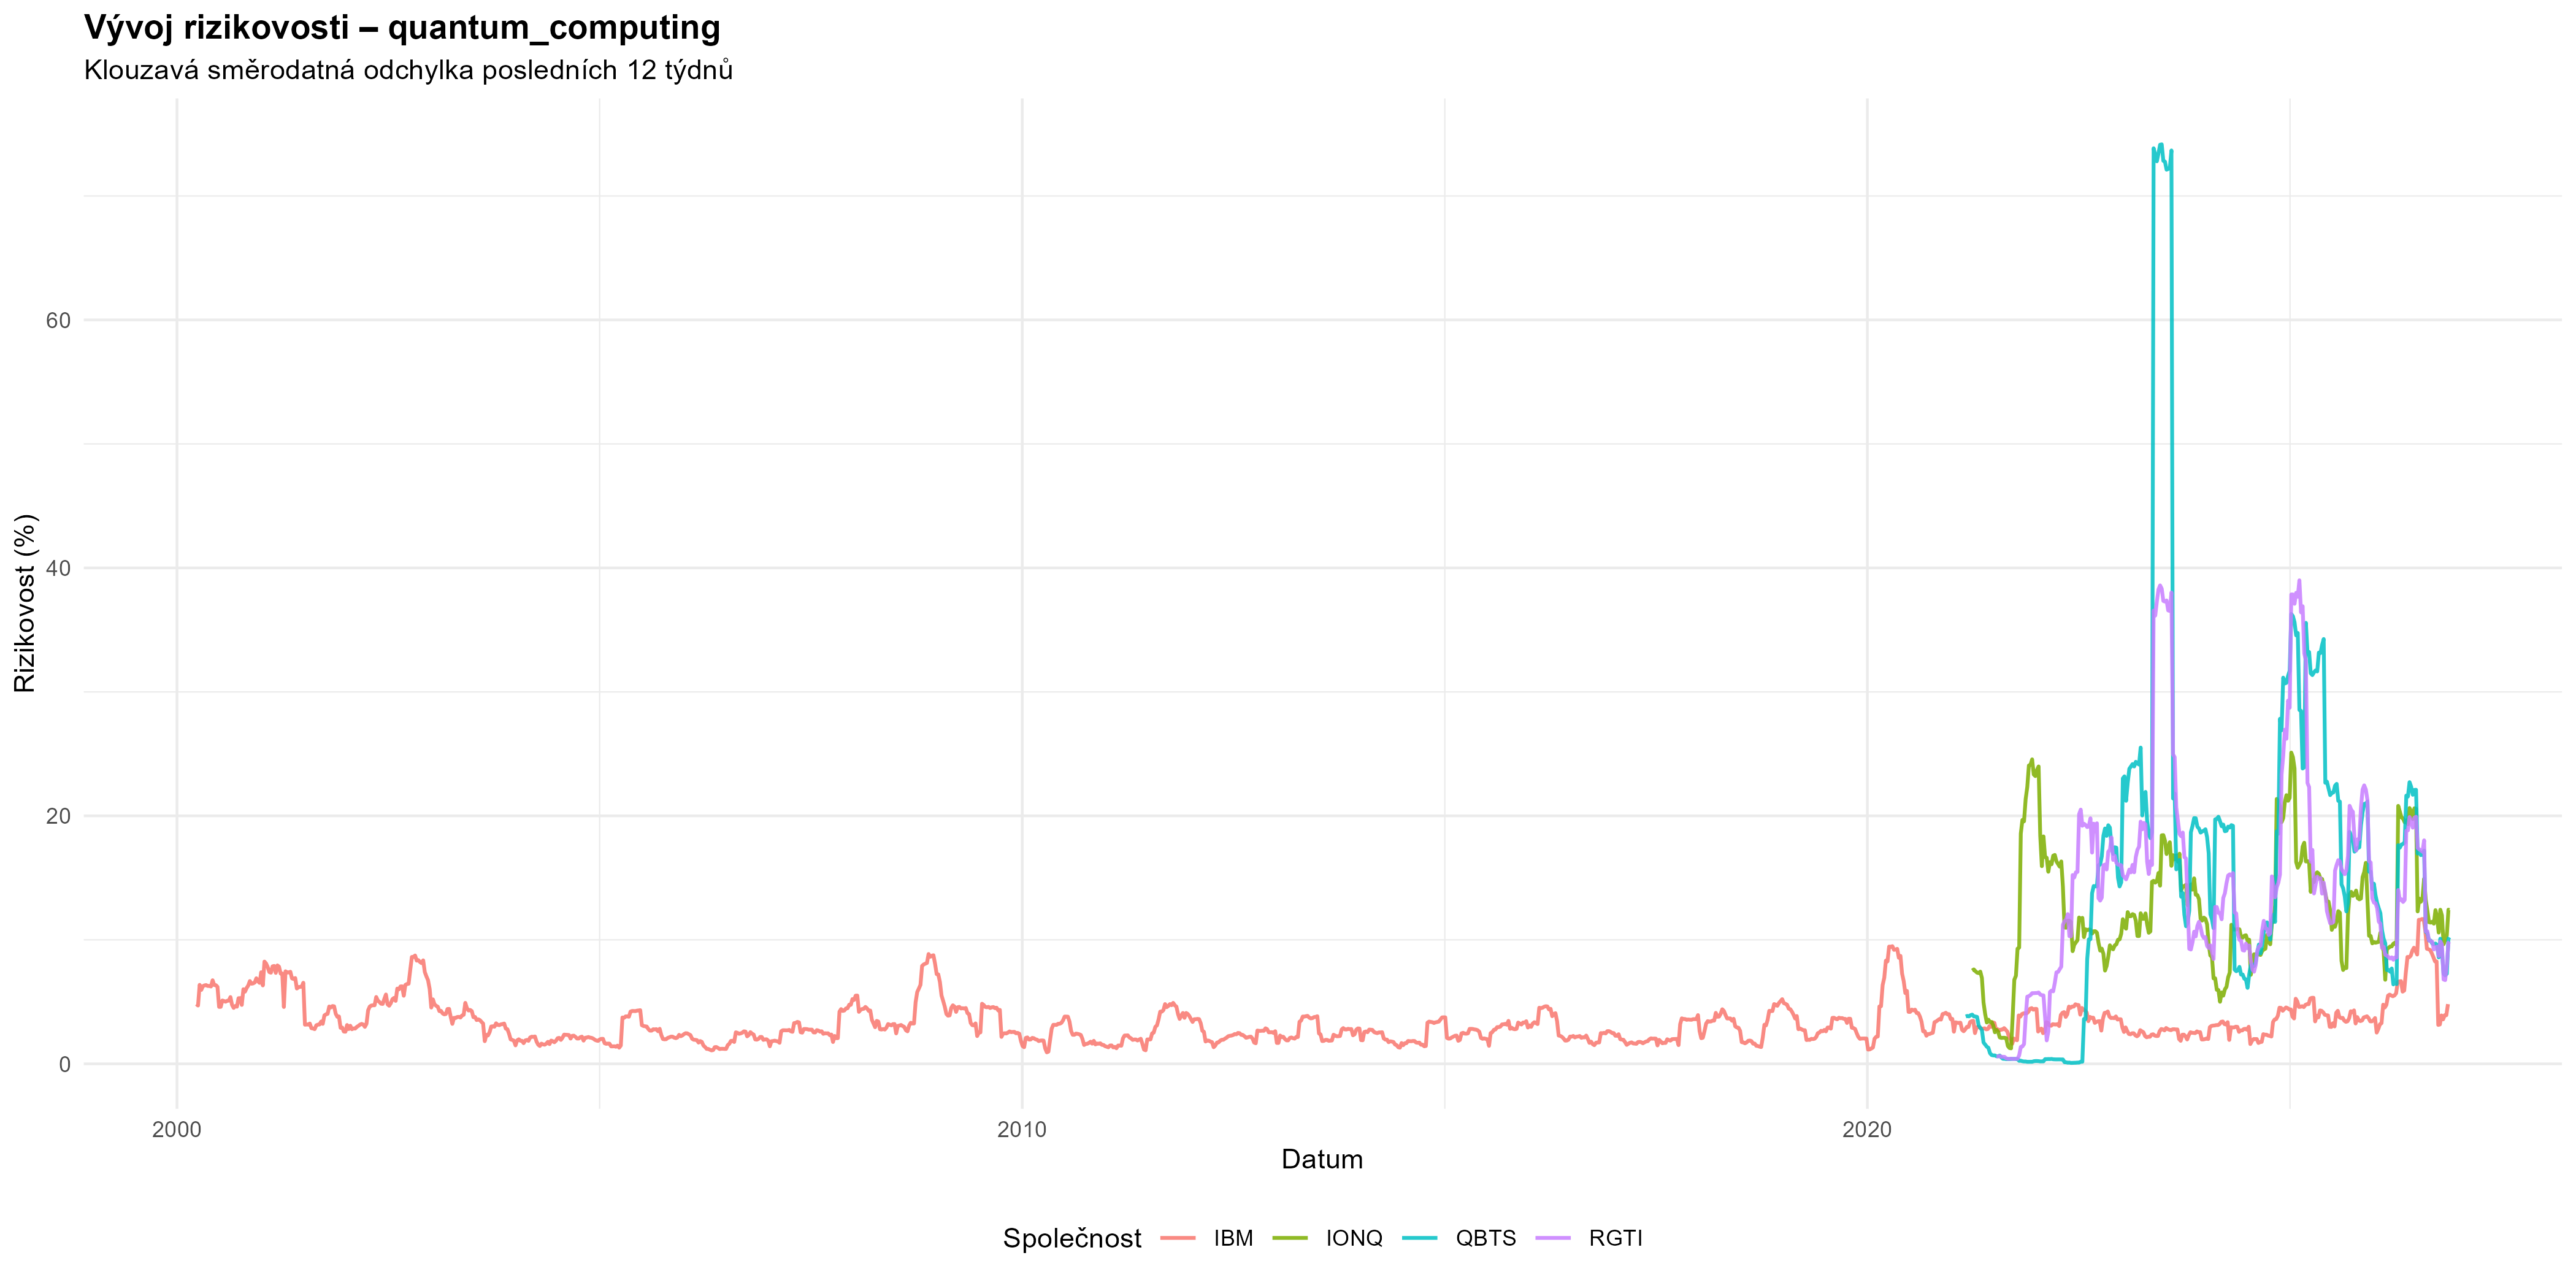 Vývoj rizikovosti – quantum_computing
Klouzavá směrodatná odchylka posledních 12 týdnů
Rizikovost (%)
60
40
20
0
2000 2010 2020
Datum
Společnost IBM IONQ QBTS RGTI